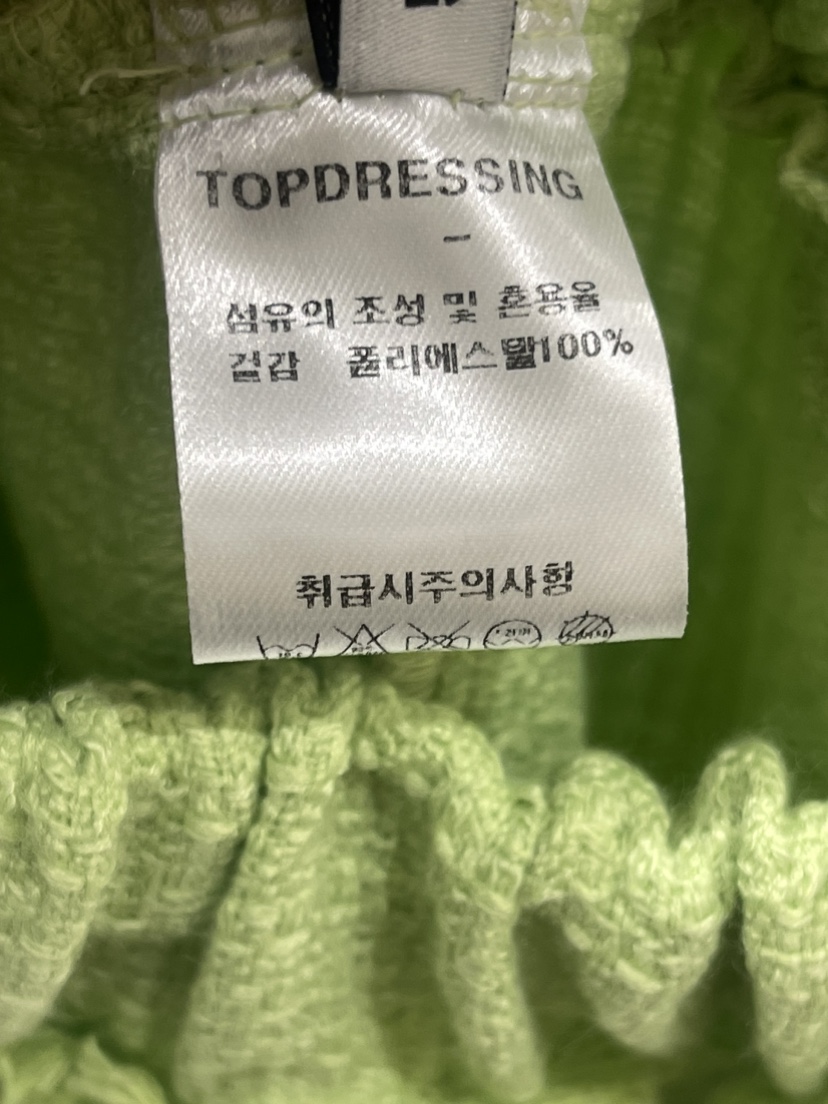 TOPDRESSING
-
섬유의 조성 및 혼용율
겉감 폴리에스텔100%
취급시주의사항